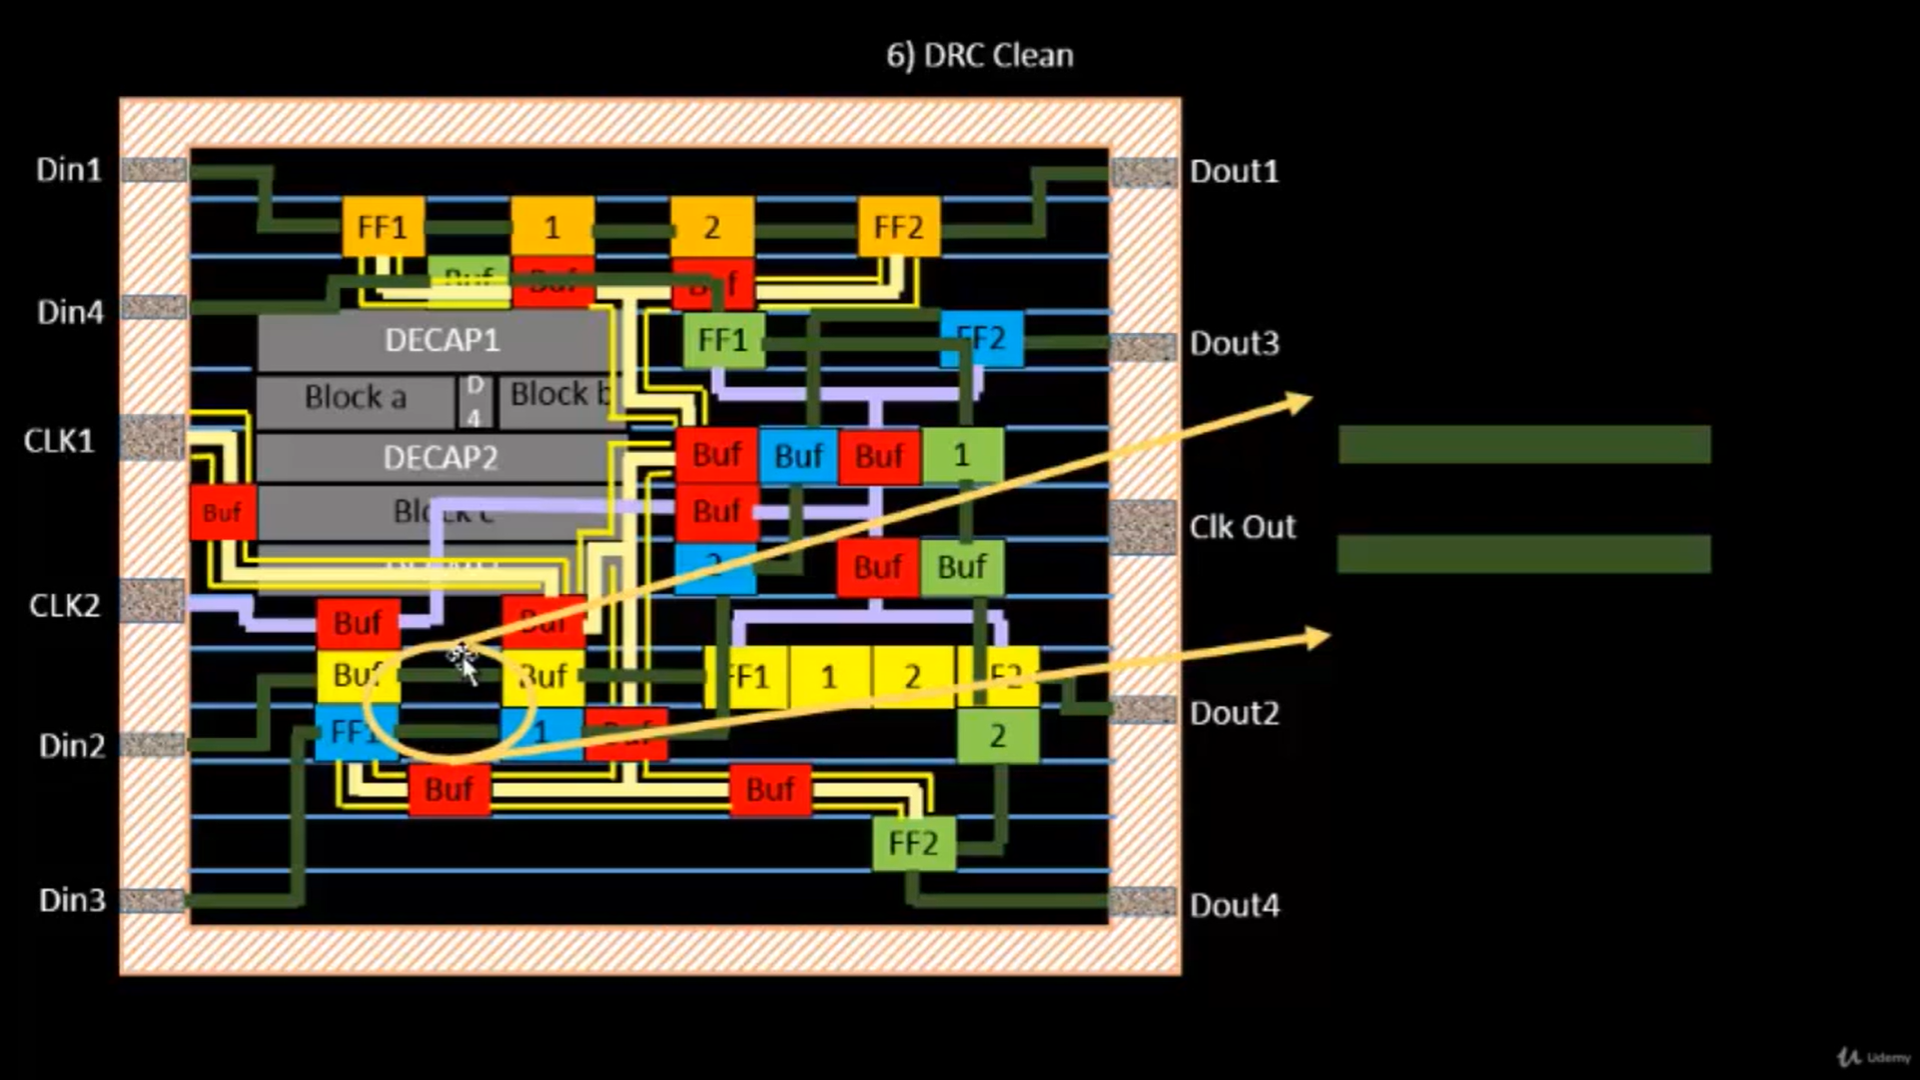 6) DRC Clean
Din1
Dout1
FF1
1
2
FF2
Buf
Buf
Buf
Din4
DECAP1
FF1
FF2
Dout3
Block a
D
4
Block b
CLK1
DECAP2
Buf
Buf
Buf
1
Buf
Block c
Buf
Clk Out
2
Buf
Buf
CLK2
Buf
Buf
Buf
Buf
FF1
1
2
FF2
Dout2
Din2
FF1
1
Buf
2
Buf
Buf
FF2
Din3
Dout4
Udemy